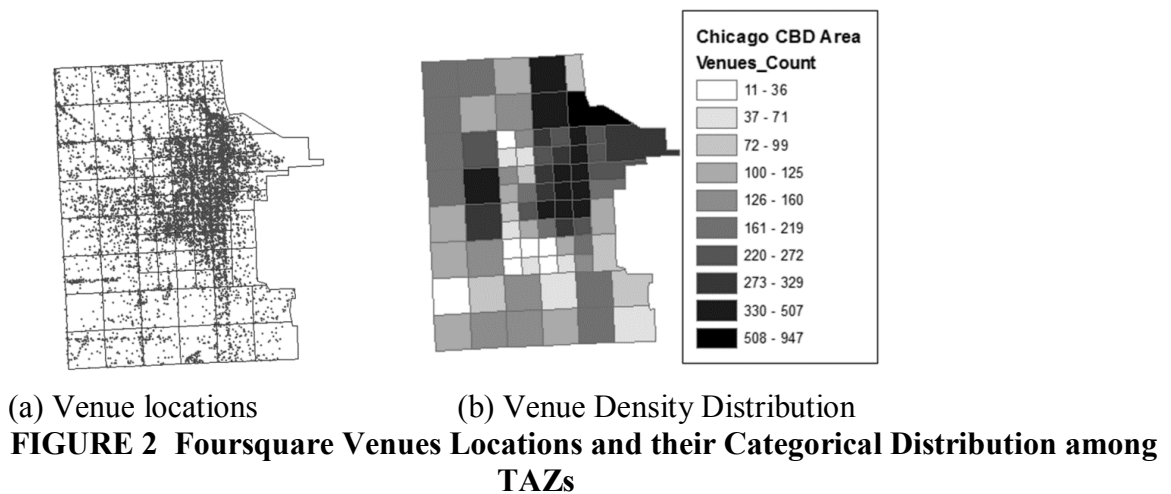 Chicago CBD Area
Venues_Count
11 - 36
37 - 71
72 - 99
100 - 125
126 - 160
161 - 219
220 - 272
273 - 329
330 - 507
508 - 947
(a) Venue locations (b) Venue Density Distribution
FIGURE 2 Foursquare Venues Locations and their Categorical Distribution among
TAZs